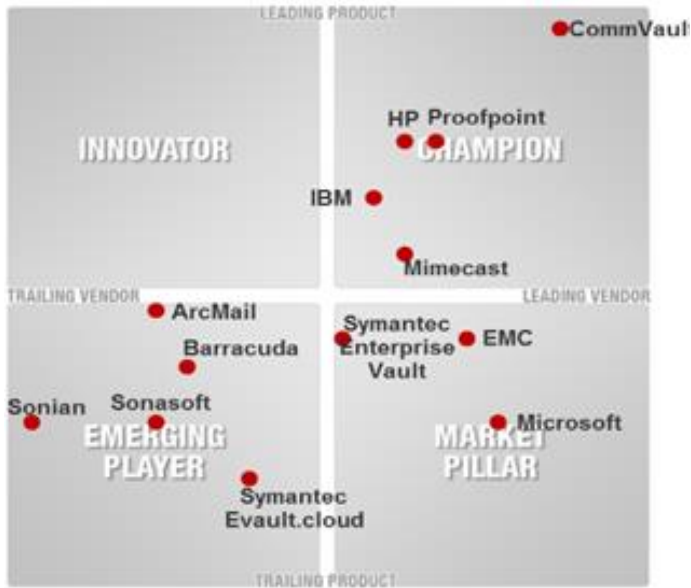 LEADING PRODUCT
CommVault
HP Proofpoint
INNOVATOR
CHAMPION
IBM
Mimecast
TRAILING VENDOR
LEADING VENDOR
ArcMail
Symantec
Enterprise
Vault
EMC
Barracuda
Sonian
Sonasoft
Microsoft
EMERGING
PLAYER
MARKET
PILLAR
Symantec
Evault.cloud
TRAILING PRODUCT